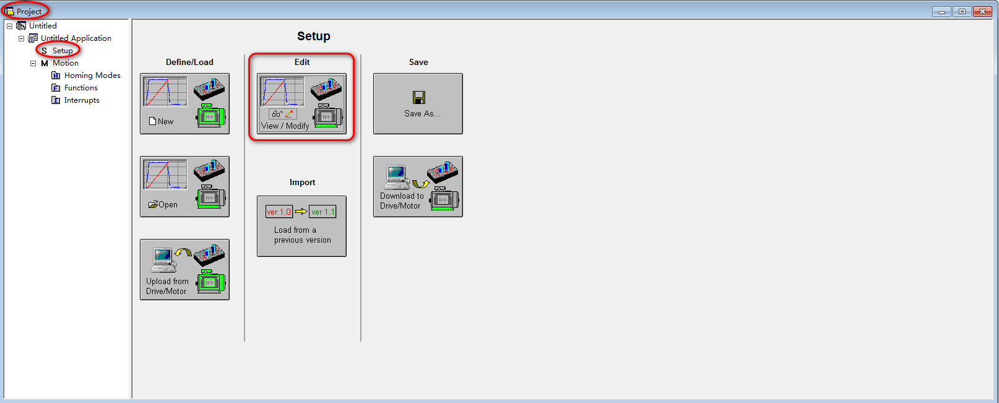 Project
Untitled
Untitled Application
S Setup
M Motion
H Homing Modes
F Functions
I Interrupts
Setup
Define/Load
New
Open
Upload from
Drive/Motor
Edit
View / Modify
Import
ver 1.0
ver 1.1
Load from a
previous version
Save
Save As...
Download to
Drive/Motor